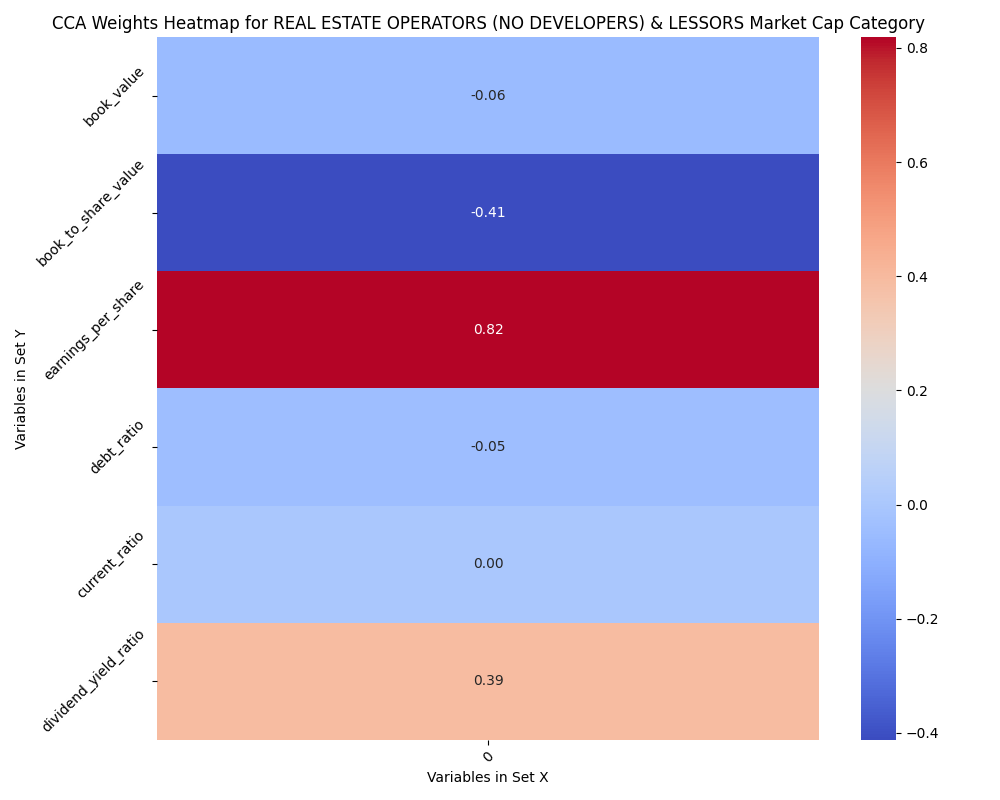 CCA Weights Heatmap for REAL ESTATE OPERATORS (NO DEVELOPERS) & LESSORS Market Cap Category
Variables in Set Y
book_value
-0.06
book_to_share_value
-0.41
earnings_per_share
0.82
debt_ratio
-0.05
current_ratio
0.00
dividend_yield_ratio
0.39
0
Variables in Set X
0.8
0.6
0.4
0.2
0.0
−0.2
−0.4